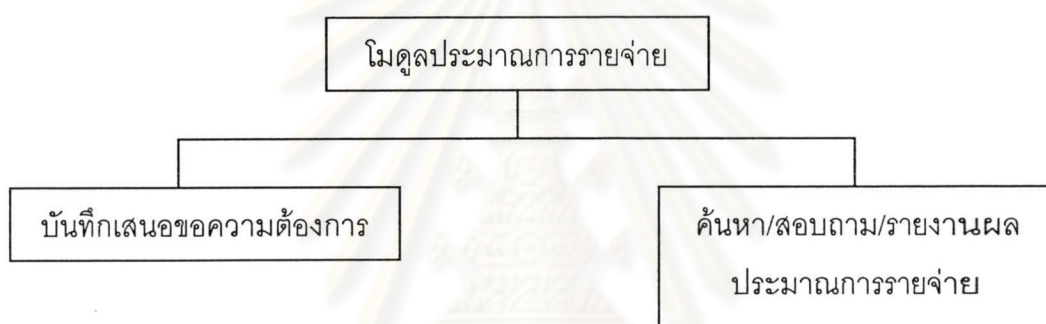 โมดูลประมาณการรายจ่าย
บันทึกเสนอขอความต้องการ
ค้นหา/สอบถาม/รายงานผล
ประมาณการรายจ่าย